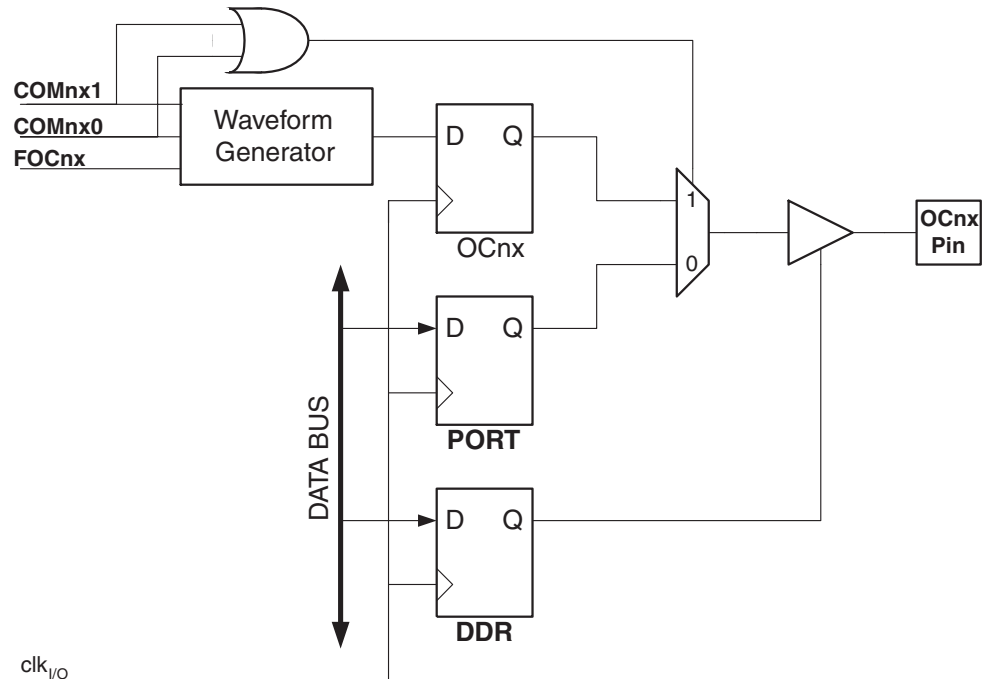 COMnx1
COMnx0
FOCnx
Waveform
Generator
D Q
OCnx
1
0
OCnx
Pin
D Q
PORT
DATA BUS
D Q
DDR
clkI/O